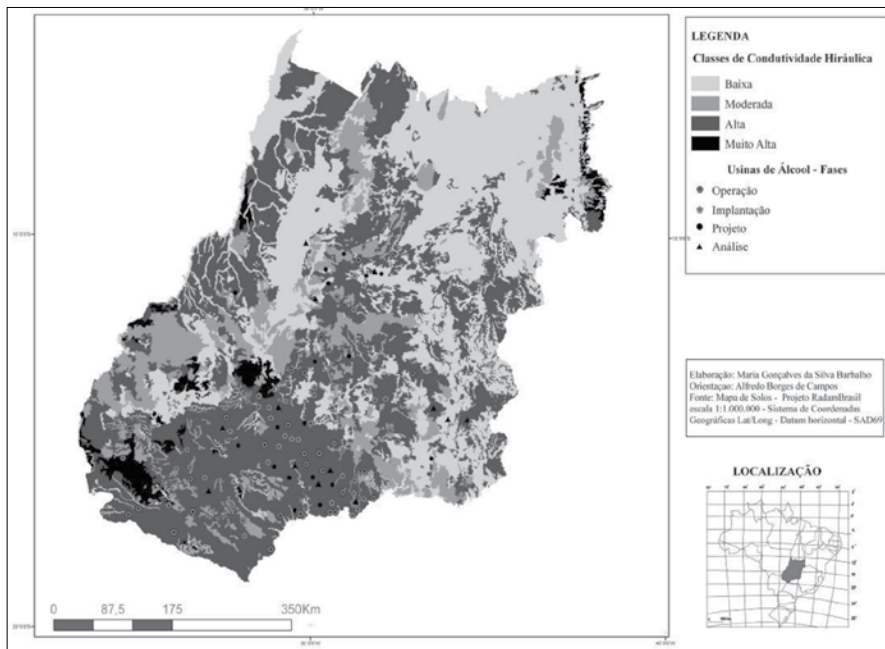 LEGENDA
Classes de Condutividade Hiráulica
Baixa
Moderada
Alta
Muito Alta
Usinas de Álcool - Fases
Operação
Implantação
Projeto
Análise
Elaboração: Maria Gonçalves da Silva Barbalho
Orientaçao: Alfredo Borges de Campos
Fonte: Mapa de Solos - Projeto RadamBrasil
escala 1:1.000.000 - Sistema de Coordenadas
Geográficas Lat/Long - Datum horizontal - SAD69
LOCALIZAÇÃO
0 87,5 175 350Km